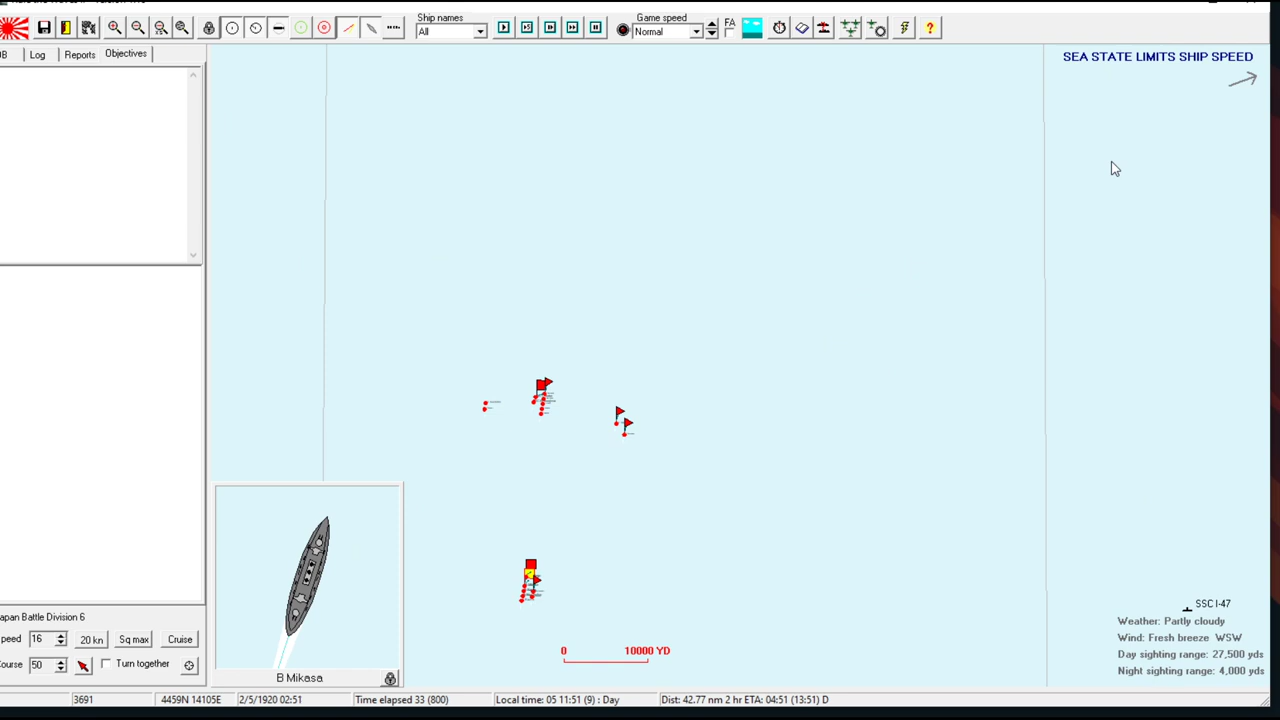 Ship names
Game speed
All
Normal
FA
?
OB
Log
Reports
Objectives
SEA STATE LIMITS SHIP SPEED
B Mikasa
0 10000 YD
SSC I-47
Weather: Partly cloudy
Wind: Fresh breeze WSW
Day sighting range: 27,500 yds
Night sighting range: 4,000 yds
apan Battle Division 6
peed 16 20 kn Sq max Cruise
Course 50 Turn together
3691 4459N 14105E 2/5/1920 02:51 Time elapsed 33 (800) Local time: 05 11:51 (9) : Day Dist: 42.77 nm 2 hr ETA: 04:51 (13:51) D